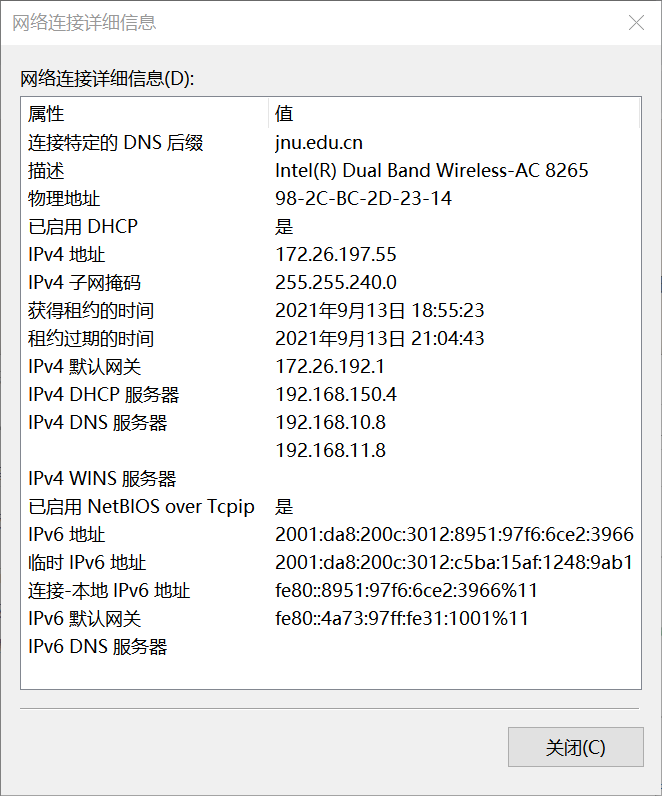 网络连接详细信息
网络连接详细信息(D):
属性 值
连接特定的 DNS 后缀 jnu.edu.cn
描述 Intel(R) Dual Band Wireless-AC 8265
物理地址 98-2C-BC-2D-23-14
已启用 DHCP 是
IPv4 地址 172.26.197.55
IPv4 子网掩码 255.255.240.0
获得租约的时间 2021年9月13日 18:55:23
租约过期的时间 2021年9月13日 21:04:43
IPv4 默认网关 172.26.192.1
IPv4 DHCP 服务器 192.168.150.4
IPv4 DNS 服务器 192.168.10.8
192.168.11.8
IPv4 WINS 服务器
已启用 NetBIOS over Tcpip 是
IPv6 地址 2001:da8:200c:3012:8951:97f6:6ce2:3966
临时 IPv6 地址 2001:da8:200c:3012:c5ba:15af:1248:9ab1
连接-本地 IPv6 地址 fe80::8951:97f6:6ce2:3966%11
IPv6 默认网关 fe80::4a73:97ff:fe31:1001%11
IPv6 DNS 服务器
关闭(C)